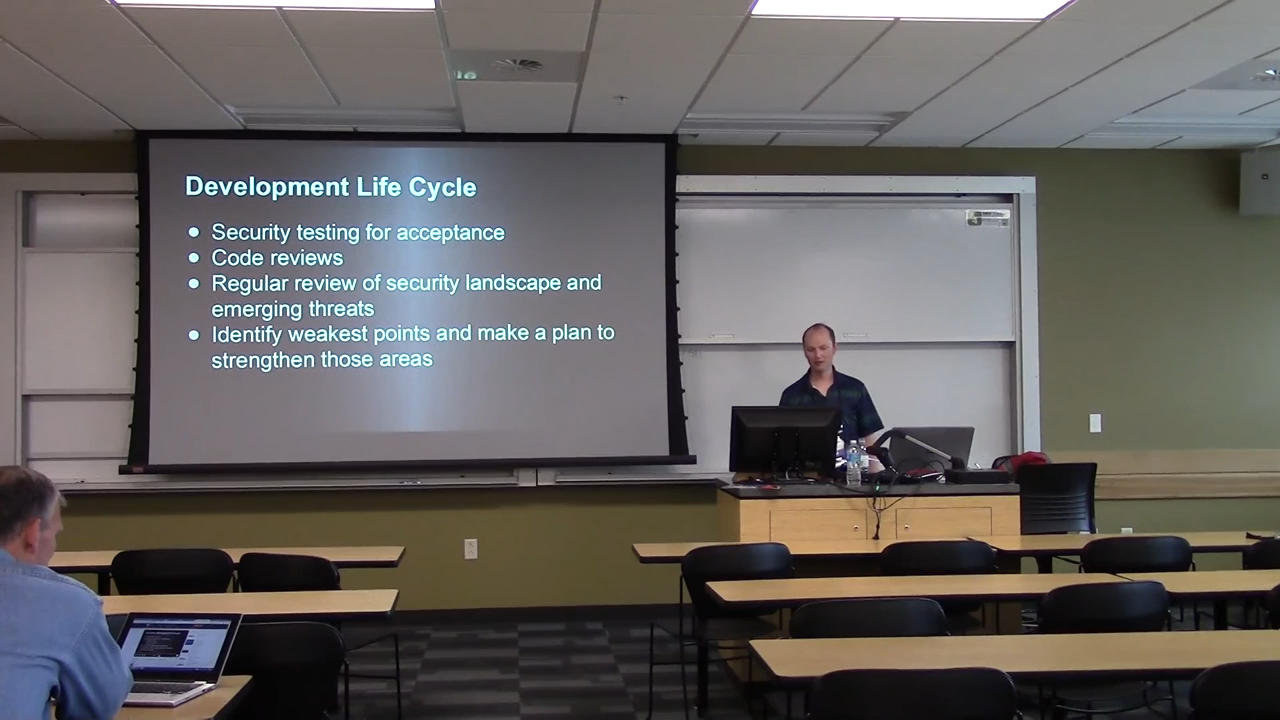 Development Life Cycle
● Security testing for acceptance
● Code reviews
● Regular review of security landscape and
emerging threats
● Identify weakest points and make a plan to
strengthen those areas